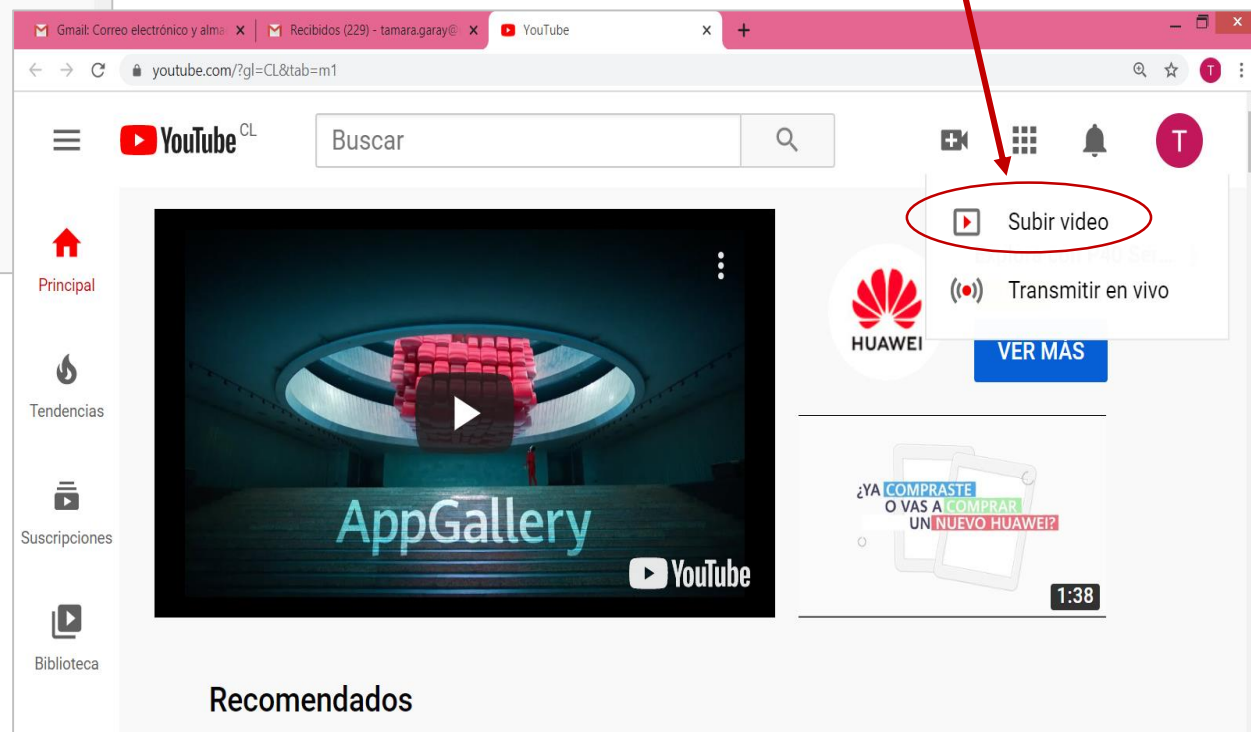 Gmail: Correo electrónico y alma
Recibidos (229) - tamara.garay@
YouTube
youtube.com/?gl=CL&tab=m1
T
YouTube CL
Buscar
T
Subir video
Transmitir en vivo
Principal
Tendencias
Suscripciones
Biblioteca
AppGallery
YouTube
HUAWEI
VER MÁS
¿YA COMPRASTE
O VAS A COMPRAR
UN NUEVO HUAWEI?
1:38
Recomendados